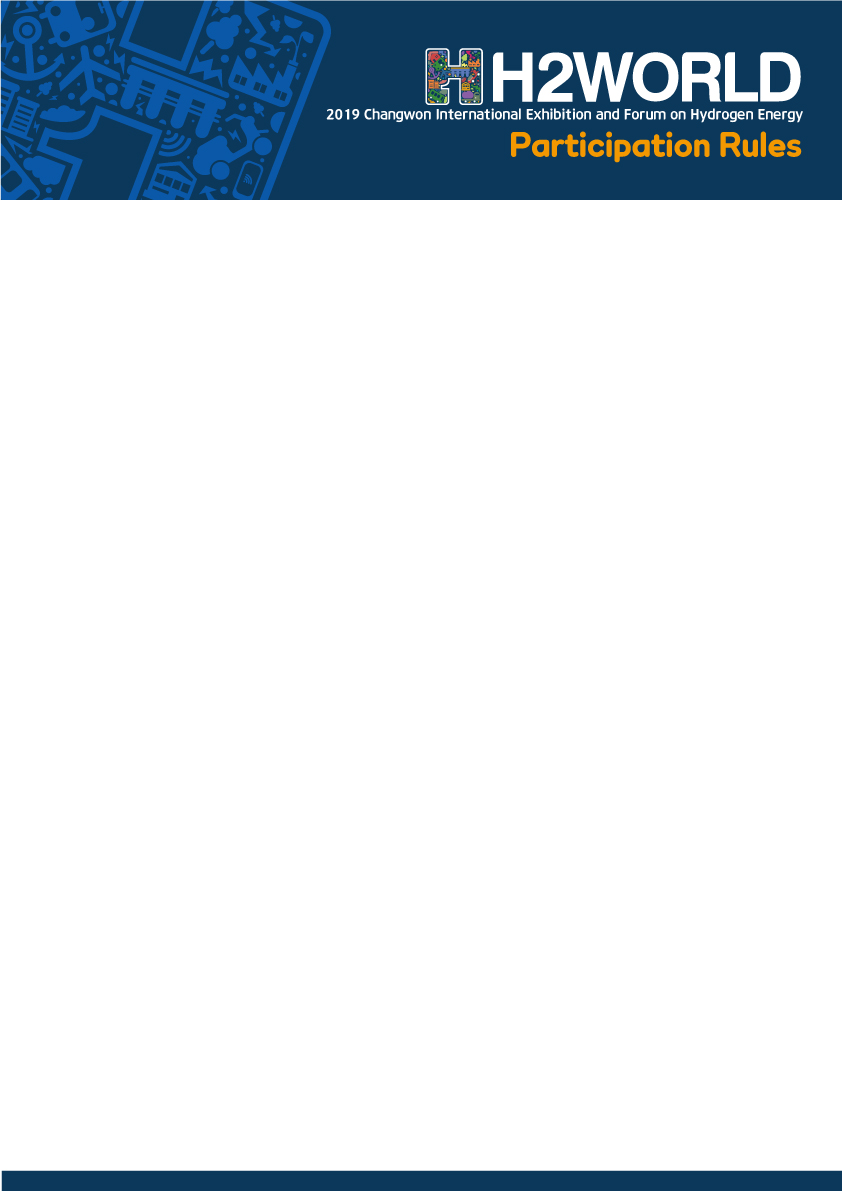 H2WORLD
2019 Changwon International Exhibition and Forum on Hydrogen Energy
Participation Rules